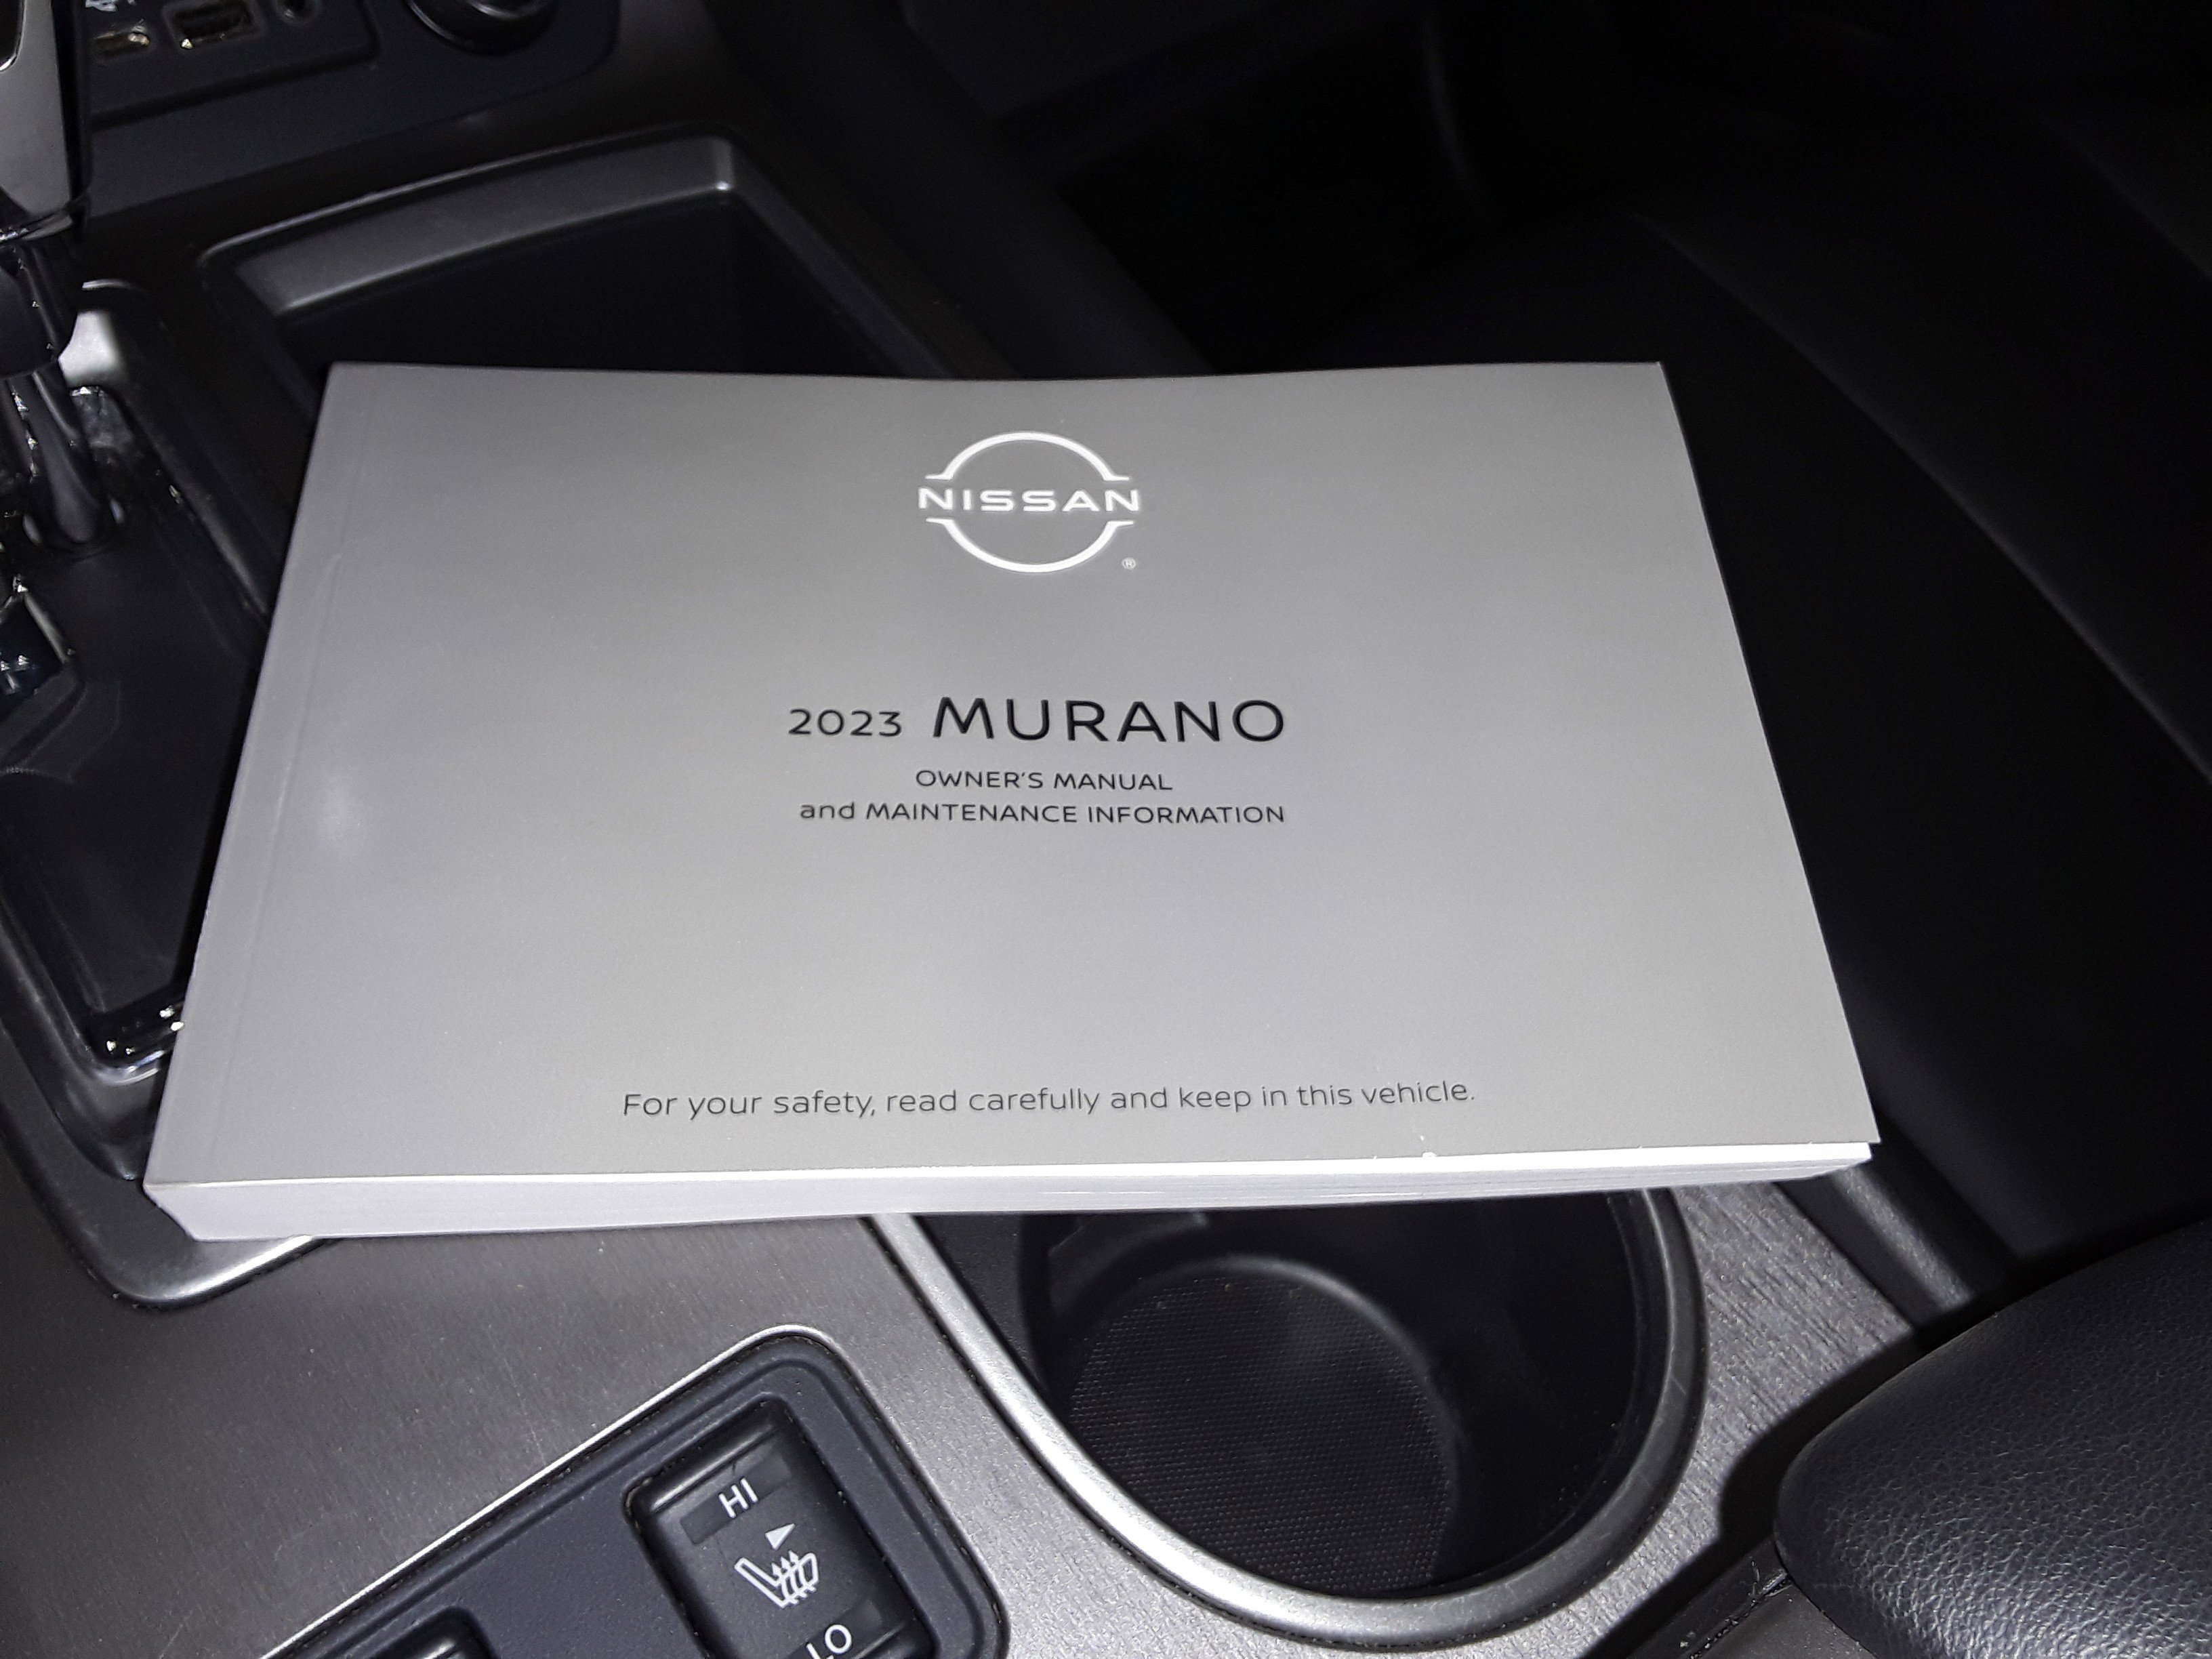 NISSAN
®
2023 MURANO
OWNER'S MANUAL
and MAINTENANCE INFORMATION
For your safety, read carefully and keep in this vehicle.
HI
LO